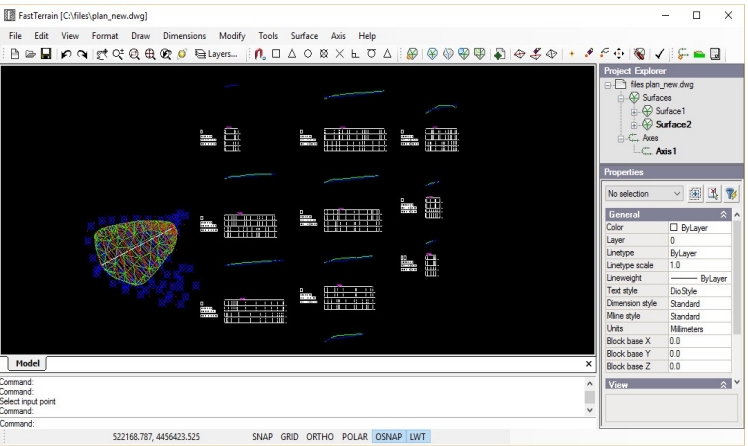 FastTerrain [C:\files\plan_new.dwg]
File Edit View Format Draw Dimensions Modify Tools Surface Axis Help
Layers...
Project Explorer
files plan_new.dwg
Surfaces
Surface1
Surface2
Axes
Axis1
Properties
No selection
General
Color ByLayer
Layer 0
Linetype ByLayer
Linetype scale 1.0
Lineweight ByLayer
Text style DioStyle
Dimension style Standard
Mline style Standard
Units Millimeters
Block base X 0.0
Block base Y 0.0
Block base Z 0.0
View
Model
Command:
Command:
Select input point
Command:
Command:
522168.787, 4456423.525 SNAP GRID ORTHO POLAR OSNAP LWT